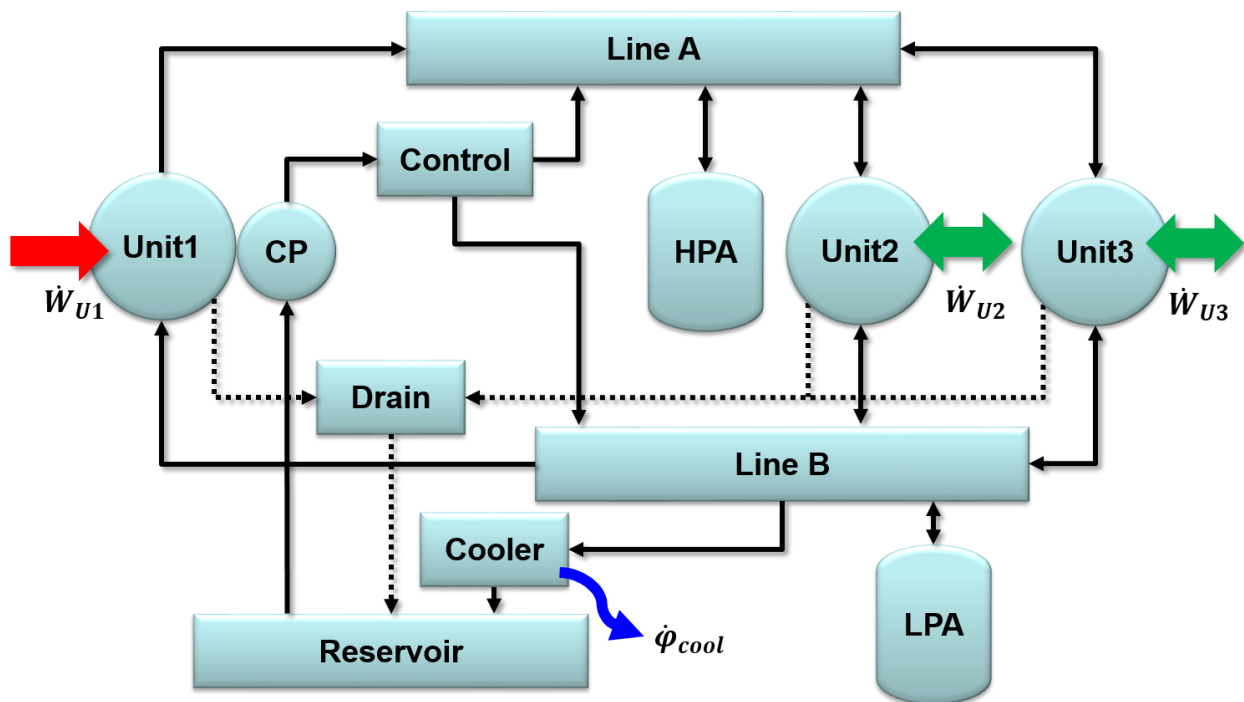 Line A
Control
Unit1
CP
HPA
Unit2
Unit3
Ẇ_U1
Ẇ_U2
Ẇ_U3
Drain
Line B
Cooler
LPA
Reservoir
φ̇_cool